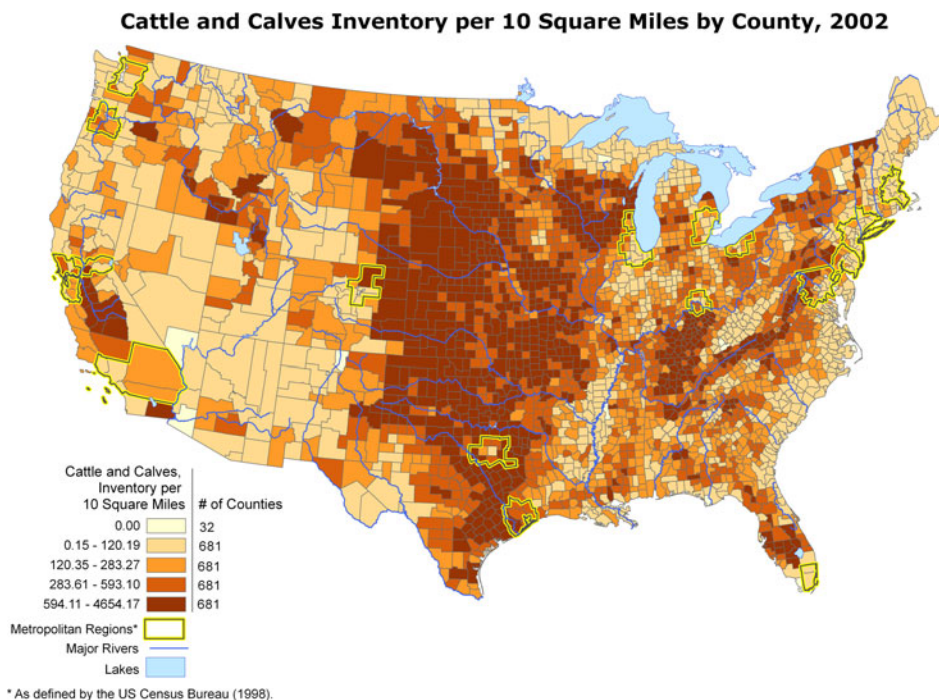 Cattle and Calves Inventory per 10 Square Miles by County, 2002
Cattle and Calves,
Inventory per
10 Square Miles
# of Counties
0.00 32
0.15 - 120.19 681
120.35 - 283.27 681
283.61 - 593.10 681
594.11 - 4654.17 681
Metropolitan Regions*
Major Rivers
Lakes
* As defined by the US Census Bureau (1998).